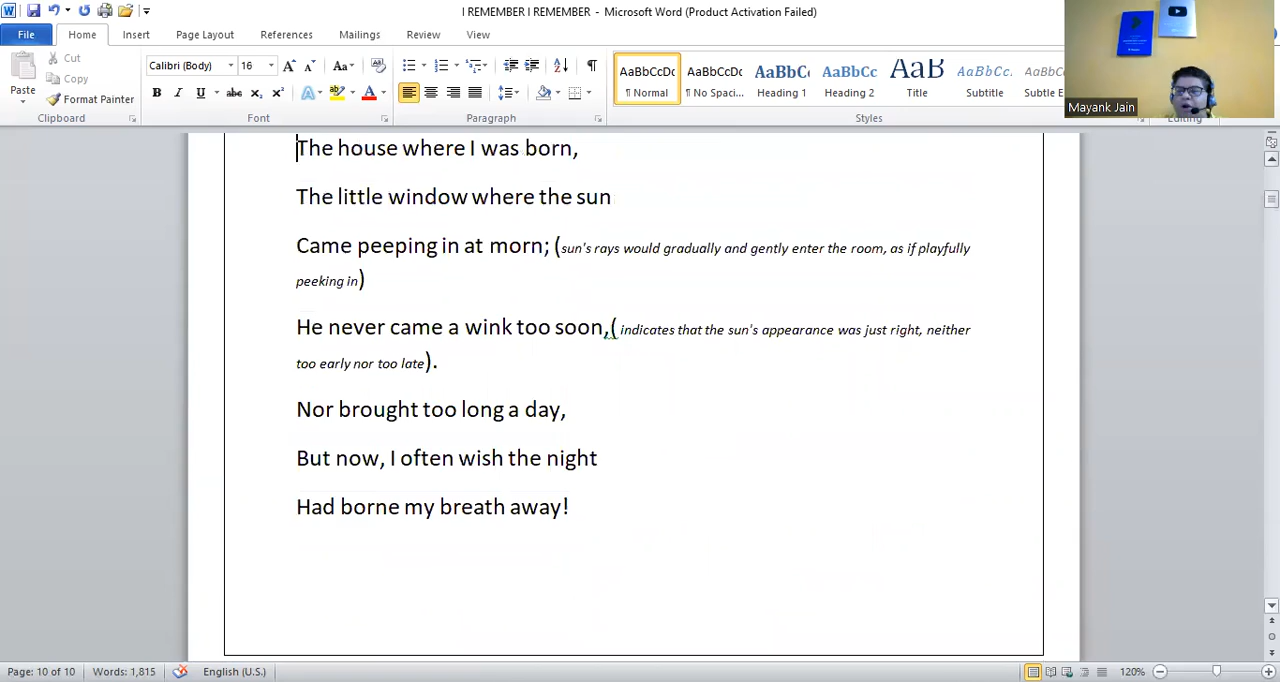 I REMEMBER I REMEMBER - Microsoft Word (Product Activation Failed)
File Home Insert Page Layout References Mailings Review View
Paste
Cut
Copy
Format Painter
Clipboard
Calibri (Body) 16
Font
Paragraph
AaBbCcDc AaBbCcDc AaBbCc AaBbCc AaB AaBbCc. AaBbCc
¶ Normal ¶ No Spaci... Heading 1 Heading 2 Title Subtitle Subtle E
Styles
Editing
Mayank Jain
The house where I was born,
The little window where the sun
Came peeping in at morn; (sun's rays would gradually and gently enter the room, as if playfully
peeking in)
He never came a wink too soon,( indicates that the sun's appearance was just right, neither
too early nor too late).
Nor brought too long a day,
But now, I often wish the night
Had borne my breath away!
Page: 10 of 10 Words: 1,815 English (U.S.) 120%